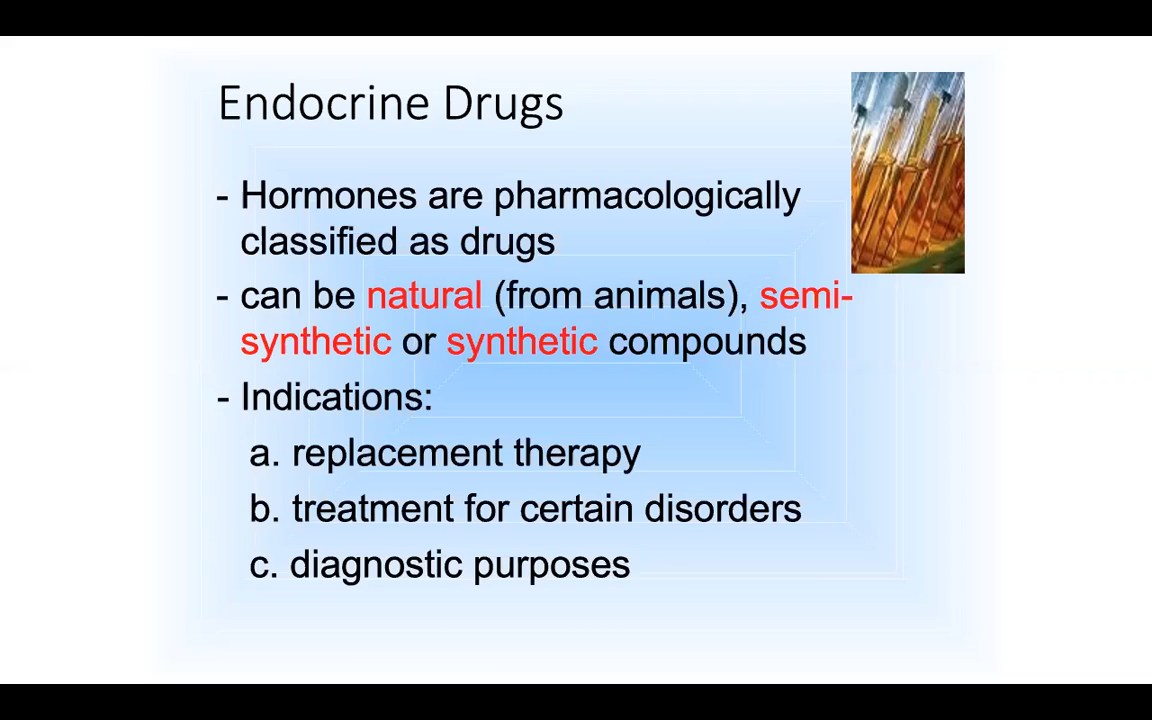 Endocrine Drugs
- Hormones are pharmacologically
classified as drugs
- can be natural (from animals), semi-
synthetic or synthetic compounds
- Indications:
a. replacement therapy
b. treatment for certain disorders
c. diagnostic purposes